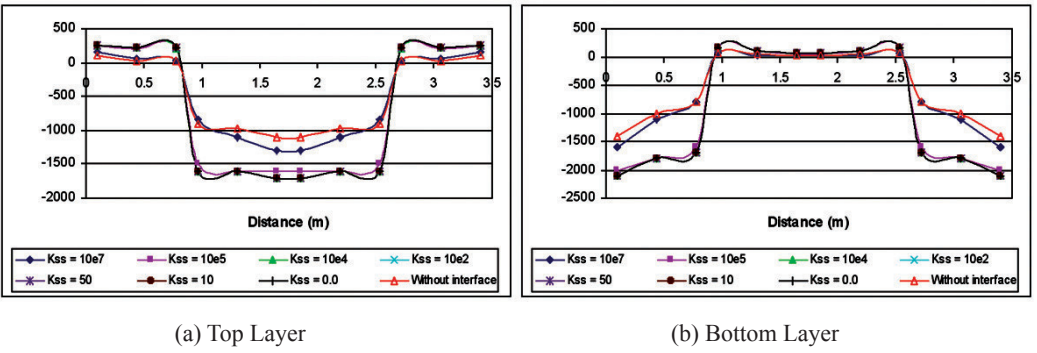 500
0
-500
-1000
-1500
-2000
0 0.5 1 1.5 2 2.5 3 3.5
Distance (m)
Kss = 10e7 Kss = 10e5 Kss = 10e4 Kss = 10e2
Kss = 50 Kss = 10 Kss = 0.0 Without interface
(a) Top Layer
500
0
-500
-1000
-1500
-2000
-2500
0 0.5 1 1.5 2 2.5 3 3.5
Distance (m)
Kss = 10e7 Kss = 10e5 Kss = 10e4 Kss = 10e2
Kss = 50 Kss = 10 Kss = 0.0 Without interface
(b) Bottom Layer